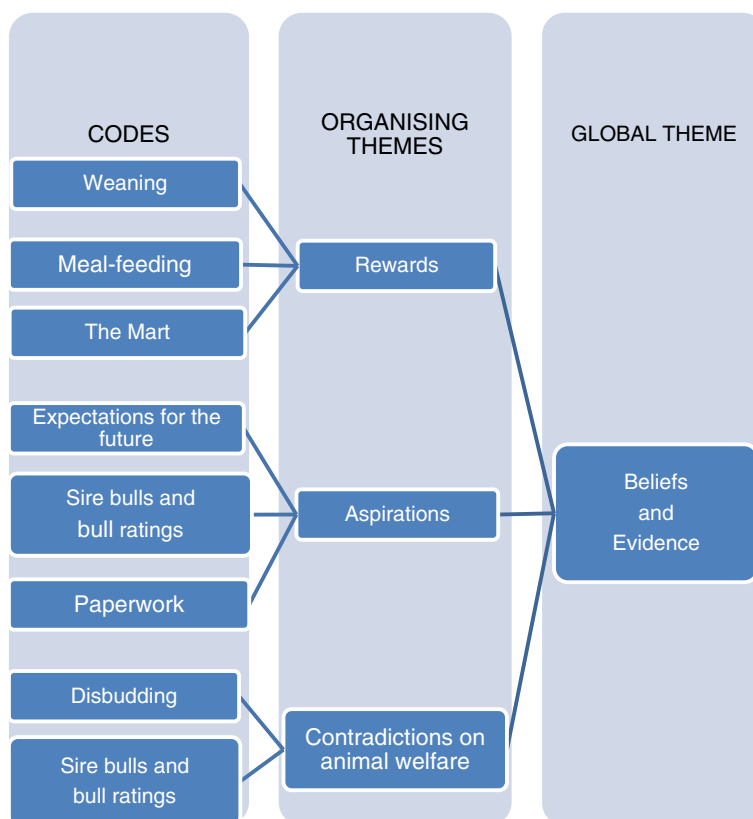 CODES
Weaning
Meal-feeding
The Mart
Expectations for the
future
Sire bulls and
bull ratings
Paperwork
Disbudding
Sire bulls and
bull ratings
ORGANISING
THEMES
Rewards
Aspirations
Contradictions on
animal welfare
GLOBAL THEME
Beliefs
and
Evidence